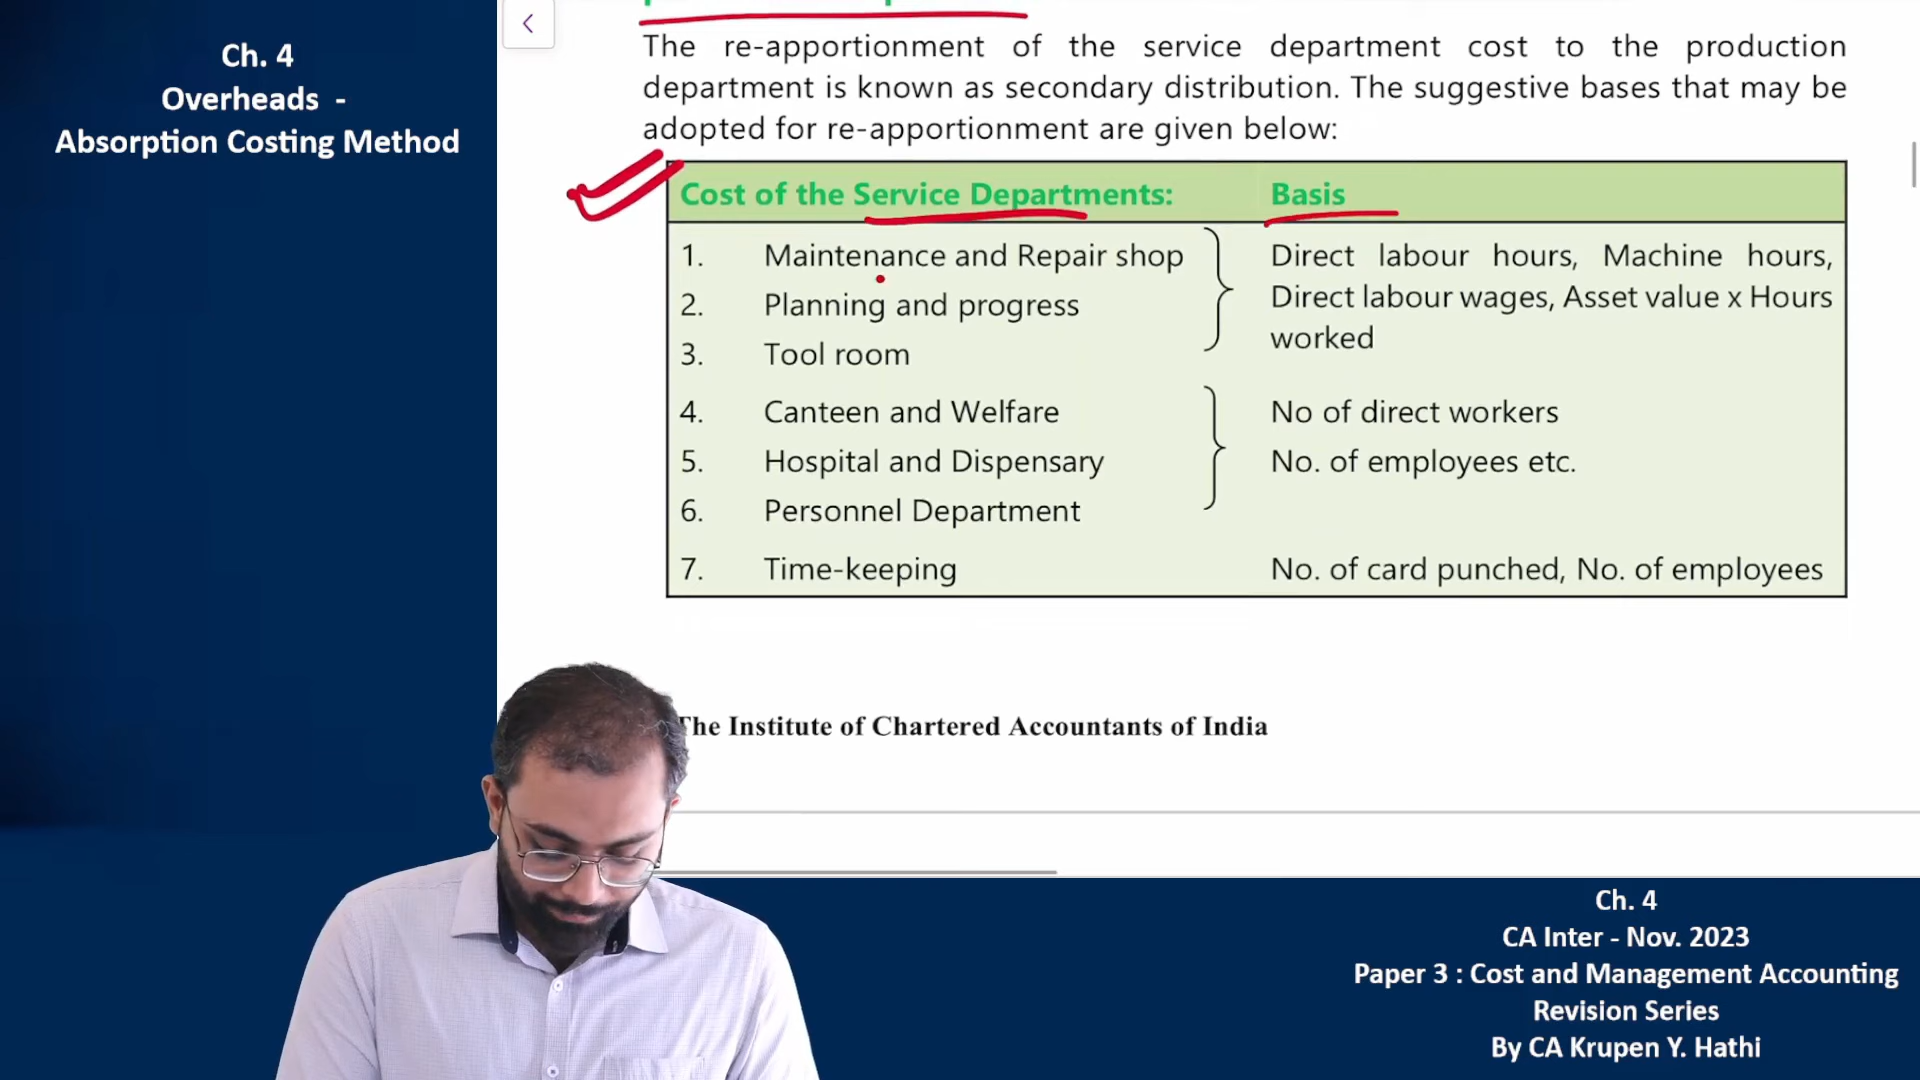 Ch. 4
Overheads -
Absorption Costing Method
The re-apportionment of the service department cost to the production
department is known as secondary distribution. The suggestive bases that may be
adopted for re-apportionment are given below:
Cost of the Service Departments: Basis
1. Maintenance and Repair shop Direct labour hours, Machine hours,
2. Planning and progress Direct labour wages, Asset value x Hours
worked
3. Tool room
4. Canteen and Welfare No of direct workers
5. Hospital and Dispensary No. of employees etc.
6. Personnel Department
7. Time-keeping No. of card punched, No. of employees
The Institute of Chartered Accountants of India
Ch. 4
CA Inter - Nov. 2023
Paper 3 : Cost and Management Accounting
Revision Series
By CA Krupen Y. Hathi